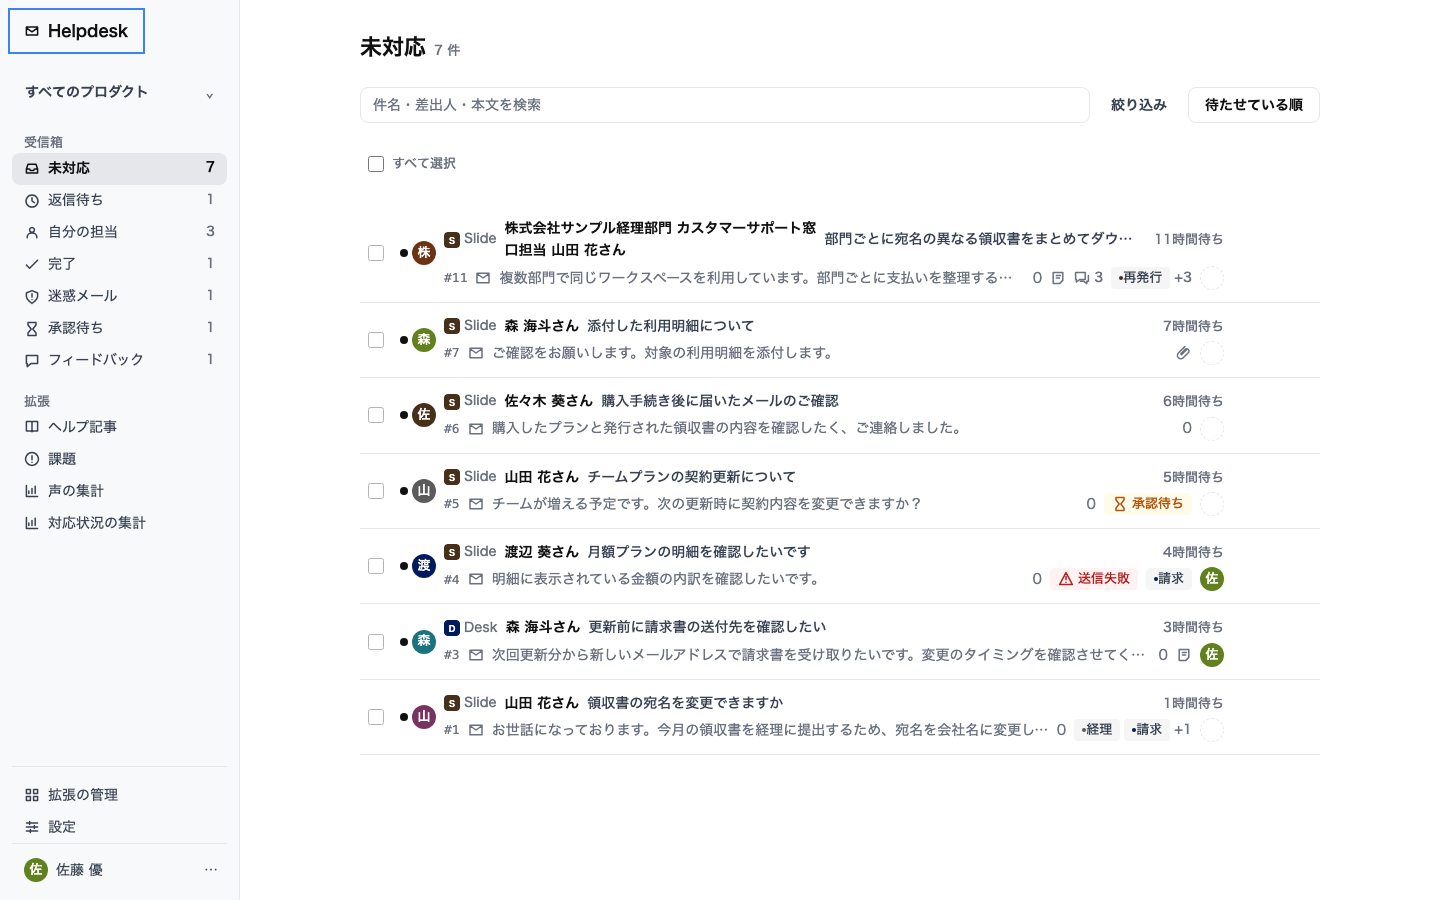 Helpdesk
すべてのプロダクト
受信箱
未対応 7
返信待ち 1
自分の担当 3
完了 1
迷惑メール 1
承認待ち 1
フィードバック 1
拡張
ヘルプ記事
課題
声の集計
対応状況の集計
拡張の管理
設定
佐 佐藤 優 …
未対応 7 件
件名・差出人・本文を検索 絞り込み 待たせている順
すべて選択
株 S Slide 株式会社サンプル経理部門 カスタマーサポート窓口担当 山田 花さん 部門ごとに宛名の異なる領収書をまとめてダウ… 11時間待ち
#11 複数部門で同じワークスペースを利用しています。部門ごとに支払いを整理する… 0 3 •再発行 +3
森 S Slide 森 海斗さん 添付した利用明細について 7時間待ち
#7 ご確認をお願いします。対象の利用明細を添付します。
佐 S Slide 佐々木 葵さん 購入手続き後に届いたメールのご確認 6時間待ち
#6 購入したプランと発行された領収書の内容を確認したく、ご連絡しました。 0
山 S Slide 山田 花さん チームプランの契約更新について 5時間待ち
#5 チームが増える予定です。次の更新時に契約内容を変更できますか？ 0 承認待ち
渡 S Slide 渡辺 葵さん 月額プランの明細を確認したいです 4時間待ち
#4 明細に表示されている金額の内訳を確認したいです。 0 送信失敗 •請求 佐
森 D Desk 森 海斗さん 更新前に請求書の送付先を確認したい 3時間待ち
#3 次回更新分から新しいメールアドレスで請求書を受け取りたいです。変更のタイミングを確認させてく… 0 佐
山 S Slide 山田 花さん 領収書の宛名を変更できますか 1時間待ち
#1 お世話になっております。今月の領収書を経理に提出するため、宛名を会社名に変更し… 0 •経理 •請求 +1